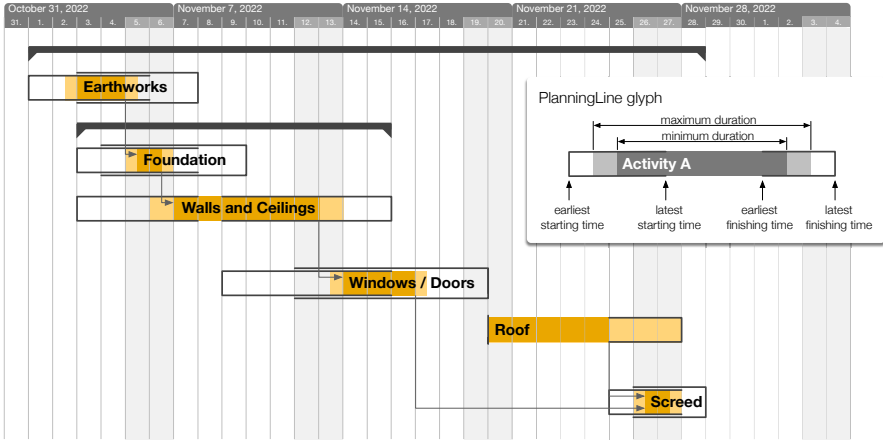 October 31, 2022 November 7, 2022 November 14, 2022 November 21, 2022 November 28, 2022
31. 1. 2. 3. 4. 5. 6. 7. 8. 9. 10. 11. 12. 13. 14. 15. 16. 17. 18. 19. 20. 21. 22. 23. 24. 25. 26. 27. 28. 29. 30. 1. 2. 3. 4.
Earthworks
PlanningLine glyph
maximum duration
minimum duration
Foundation
Activity A
Walls and Ceilings
earliest latest earliest latest
starting time starting time finishing time finishing time
Windows / Doors
Roof
Screed